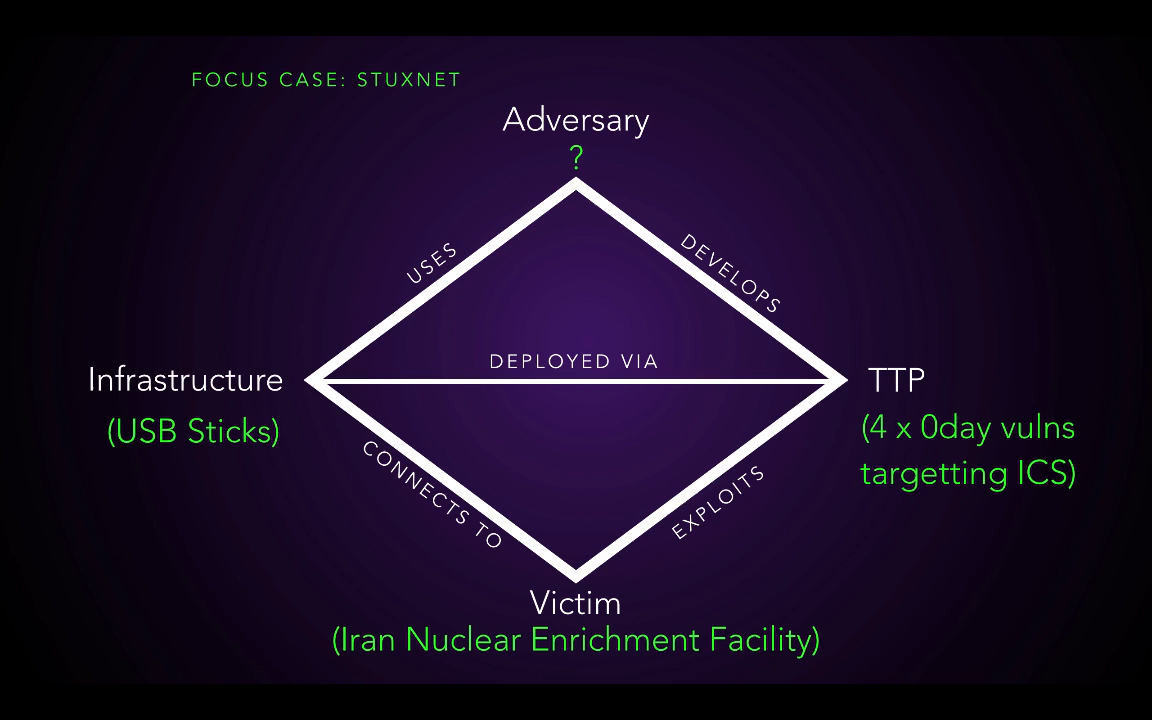 FOCUS CASE: STUXNET
Adversary
?
USES
DEVELOPS
DEPLOYED VIA
Infrastructure
(USB Sticks)
TTP
(4 x 0day vulns
targetting ICS)
CONNECTS TO
EXPLOITS
Victim
(Iran Nuclear Enrichment Facility)